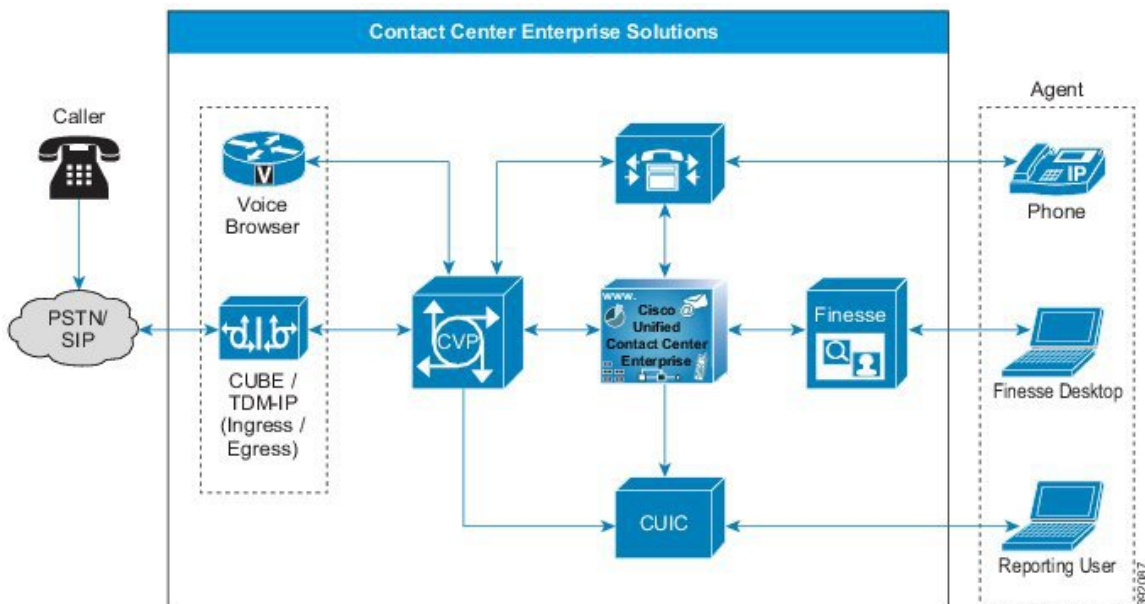 Contact Center Enterprise Solutions
Caller
PSTN/
SIP
V
Voice
Browser
CUBE /
TDM-IP
(Ingress /
Egress)
CVP
www.
Cisco @
Unified
Contact Center
Enterprise
Finesse
CUIC
Agent
IP
Phone
Finesse Desktop
Reporting User